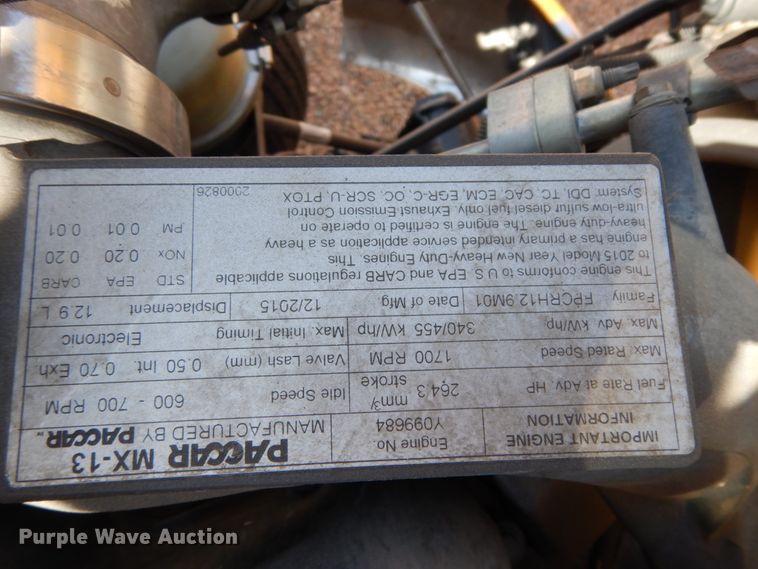 IMPORTANT ENGINE INFORMATION
Engine No. Y099684
PACCAR MX-13
MANUFACTURED BY PACCAR™
Fuel Rate at Adv. HP 264.3 mm³ stroke
Idle Speed 600 - 700 RPM
Max. Rated Speed 1700 RPM
Valve Lash (mm) 0.50 Int. 0.70 Exh
Max. Adv. kW/hp. 340/455 kW/hp
Max. Initial Timing Electronic
Family FPCRH12.9M01
Date of Mfg. 12/2015
Displacement 12.9 L
This engine conforms to U.S. EPA and CARB regulations applicable
to 2015 Model Year New Heavy-Duty Engines. This
engine has a primary intended service application as a heavy
heavy-duty engine. The engine is certified to operate on
ultra-low sulfur diesel fuel only. Exhaust Emission Control
System: DDI, TC, CAC, ECM, EGR-C, OC, SCR-U, PTOX
2000826
STD EPA CARB
NOx 0.20 0.20
PM 0.01 0.01
Purple Wave Auction